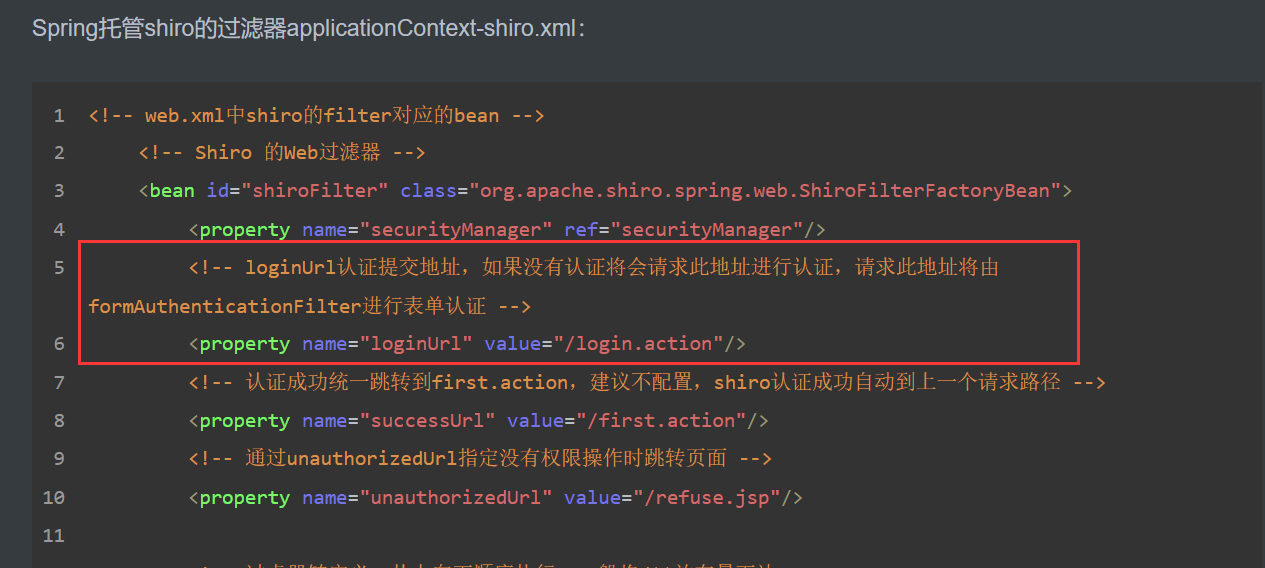 Spring托管shiro的过滤器applicationContext-shiro.xml：
1 <!-- web.xml中shiro的filter对应的bean -->
2 <!-- Shiro 的Web过滤器 -->
3 <bean id="shiroFilter" class="org.apache.shiro.spring.web.ShiroFilterFactoryBean">
4 <property name="securityManager" ref="securityManager"/>
5 <!-- loginUrl认证提交地址，如果没有认证将会请求此地址进行认证，请求此地址将由
formAuthenticationFilter进行表单认证 -->
6 <property name="loginUrl" value="/login.action"/>
7 <!-- 认证成功统一跳转到first.action，建议不配置，shiro认证成功自动到上一个请求路径 -->
8 <property name="successUrl" value="/first.action"/>
9 <!-- 通过unauthorizedUrl指定没有权限操作时跳转页面 -->
10 <property name="unauthorizedUrl" value="/refuse.jsp"/>
11